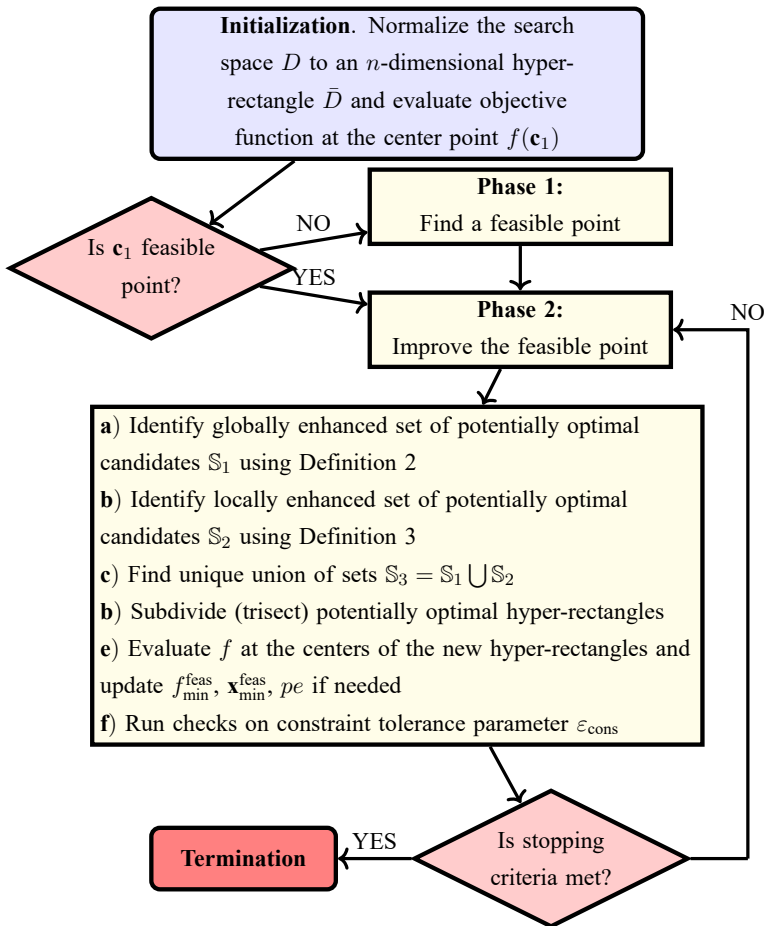 Initialization. Normalize the search
space D to an n-dimensional hyper-
rectangle D̄ and evaluate objective
function at the center point f(c₁)
Is c₁ feasible
point?
NO
YES
Phase 1:
Find a feasible point
Phase 2:
Improve the feasible point
NO
a) Identify globally enhanced set of potentially optimal
candidates 𝕊₁ using Definition 2
b) Identify locally enhanced set of potentially optimal
candidates 𝕊₂ using Definition 3
c) Find unique union of sets 𝕊₃ = 𝕊₁ ⋃ 𝕊₂
b) Subdivide (trisect) potentially optimal hyper-rectangles
e) Evaluate f at the centers of the new hyper-rectangles and
update f_min^feas, x_min^feas, pe if needed
f) Run checks on constraint tolerance parameter ε_cons
Is stopping
criteria met?
YES
Termination